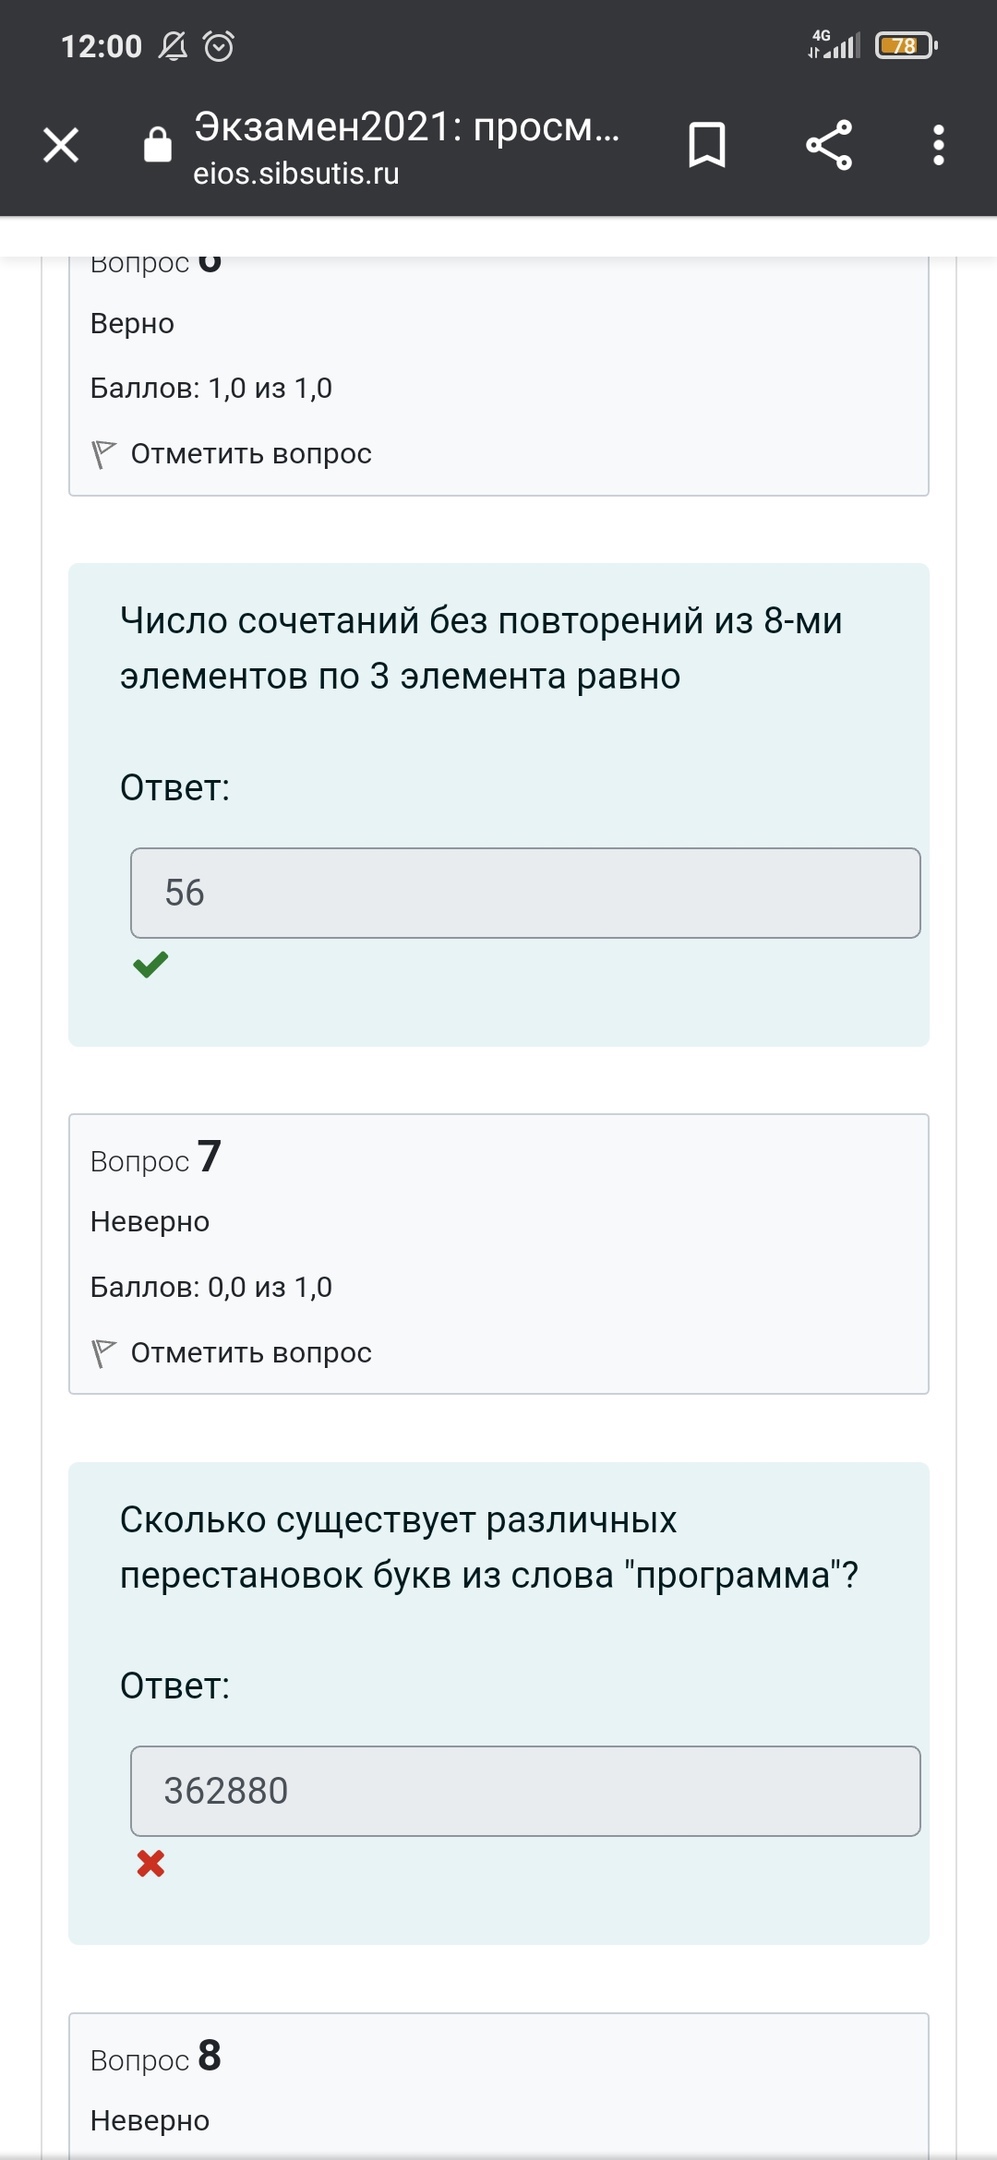 12:00
4G
78
Экзамен2021: просм...
eios.sibsutis.ru
Вопрос 6
Верно
Баллов: 1,0 из 1,0
Отметить вопрос
Число сочетаний без повторений из 8-ми
элементов по 3 элемента равно
Ответ:
56
Вопрос 7
Неверно
Баллов: 0,0 из 1,0
Отметить вопрос
Сколько существует различных
перестановок букв из слова "программа"?
Ответ:
362880
Вопрос 8
Неверно